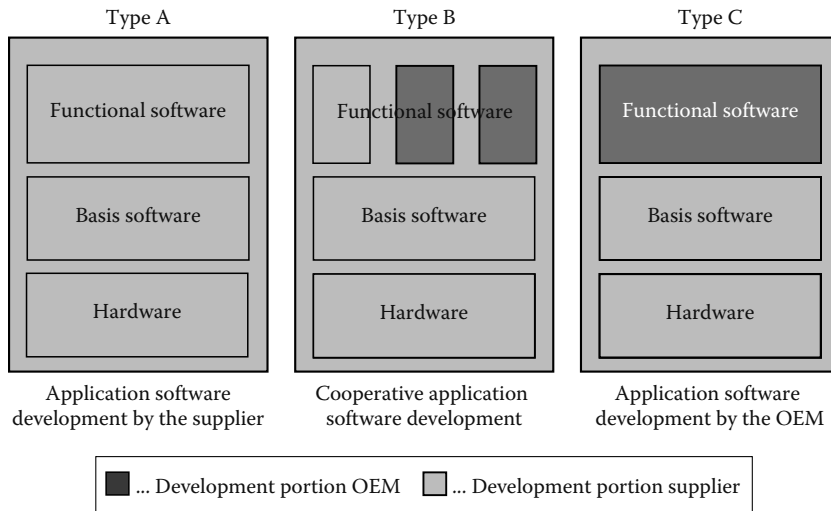 Type A
Functional software
Basis software
Hardware
Application software
development by the supplier
Type B
Functional software
Basis software
Hardware
Cooperative application
software development
Type C
Functional software
Basis software
Hardware
Application software
development by the OEM
... Development portion OEM
... Development portion supplier